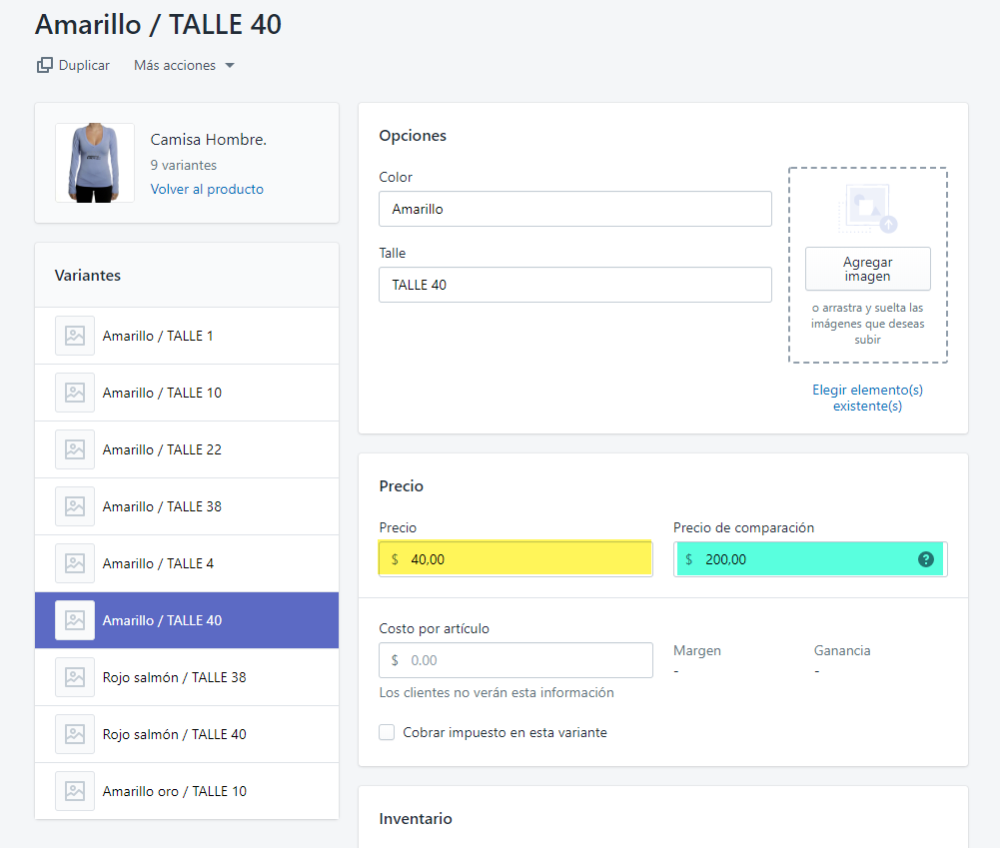 Amarillo / TALLE 40
Duplicar
Más acciones
Camisa Hombre.
9 variantes
Volver al producto
Variantes
Amarillo / TALLE 1
Amarillo / TALLE 10
Amarillo / TALLE 22
Amarillo / TALLE 38
Amarillo / TALLE 4
Amarillo / TALLE 40
Rojo salmón / TALLE 38
Rojo salmón / TALLE 40
Amarillo oro / TALLE 10
Opciones
Color
Amarillo
Talle
TALLE 40
Agregar
imagen
o arrastra y suelta las
imágenes que deseas
subir
Elegir elemento(s)
existente(s)
Precio
Precio
$ 40,00
Precio de comparación
$ 200,00 ?
Costo por artículo
$ 0.00
Los clientes no verán esta información
Margen
-
Ganancia
-
Cobrar impuesto en esta variante
Inventario